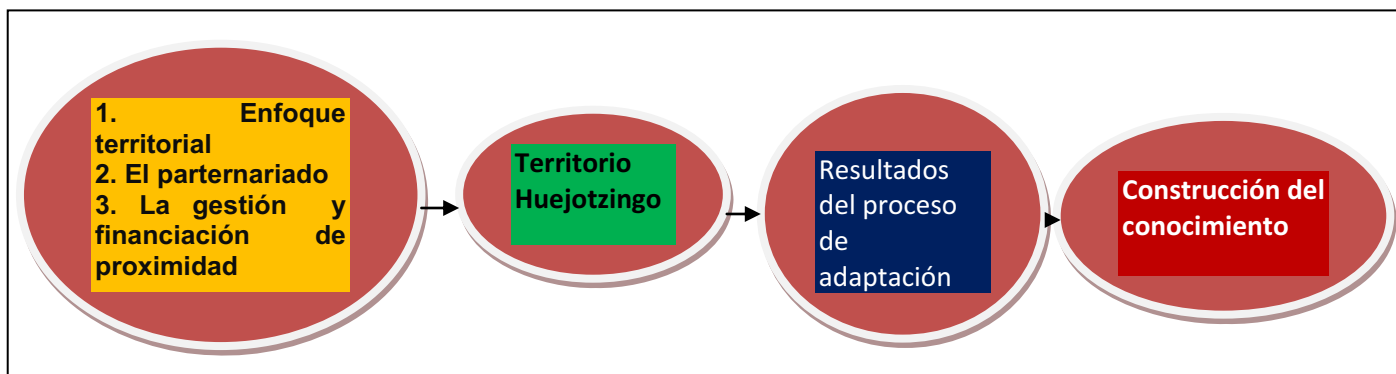 1. Enfoque
territorial
2. El parternariado
3. La gestión y
financiación de
proximidad
Territorio
Huejotzingo
Resultados
del proceso
de
adaptación
Construcción del
conocimiento